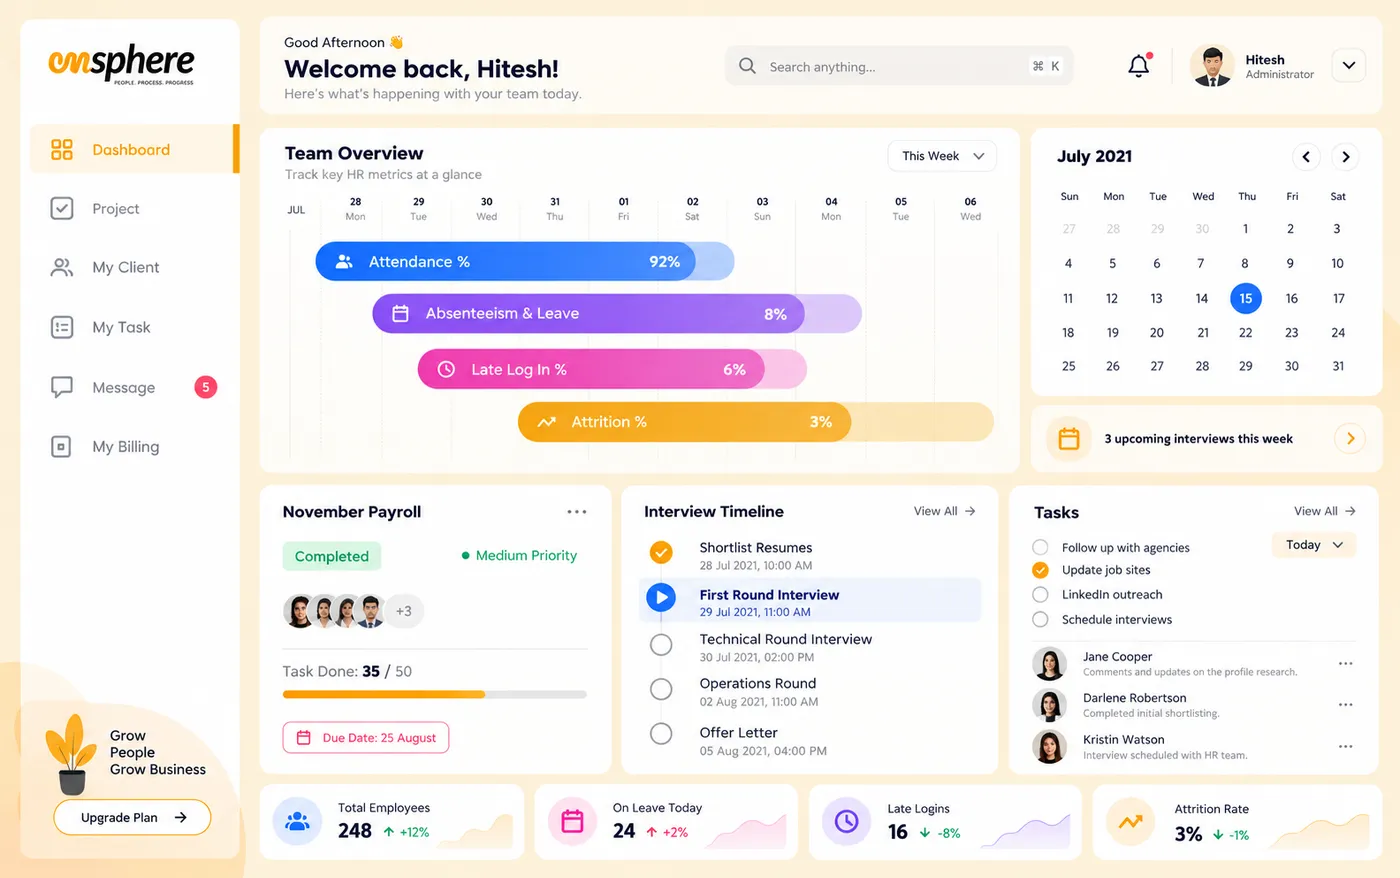 onsphere
PEOPLE. PROCESS. PROGRESS
Dashboard
Project
My Client
My Task
Message
5
My Billing
Grow
People
Grow Business
Upgrade Plan →
Good Afternoon 👋
Welcome back, Hitesh!
Here's what's happening with your team today.
Search anything...
⌘ K
Hitesh
Administrator
Team Overview
Track key HR metrics at a glance
This Week
JUL
28 29 30 31 01 02 03 04 05 06
Mon Tue Wed Thu Fri Sat Sun Mon Tue Wed
Attendance % 92%
Absenteeism & Leave 8%
Late Log In % 6%
Attrition % 3%
July 2021
Sun Mon Tue Wed Thu Fri Sat
27 28 29 30 1 2 3
4 5 6 7 8 9 10
11 12 13 14 15 16 17
18 19 20 21 22 23 24
25 26 27 28 29 30 31
3 upcoming interviews this week
November Payroll
Completed
Medium Priority
+3
Task Done: 35 / 50
Due Date: 25 August
Interview Timeline
View All →
Shortlist Resumes
28 Jul 2021, 10:00 AM
First Round Interview
29 Jul 2021, 11:00 AM
Technical Round Interview
30 Jul 2021, 02:00 PM
Operations Round
02 Aug 2021, 11:00 AM
Offer Letter
05 Aug 2021, 04:00 PM
Tasks
View All →
Today
Follow up with agencies
Update job sites
LinkedIn outreach
Schedule interviews
Jane Cooper
Comments and updates on the profile research.
Darlene Robertson
Completed initial shortlisting.
Kristin Watson
Interview scheduled with HR team.
Total Employees
248 ↑ +12%
On Leave Today
24 ↑ +2%
Late Logins
16 ↓ -8%
Attrition Rate
3% ↓ -1%